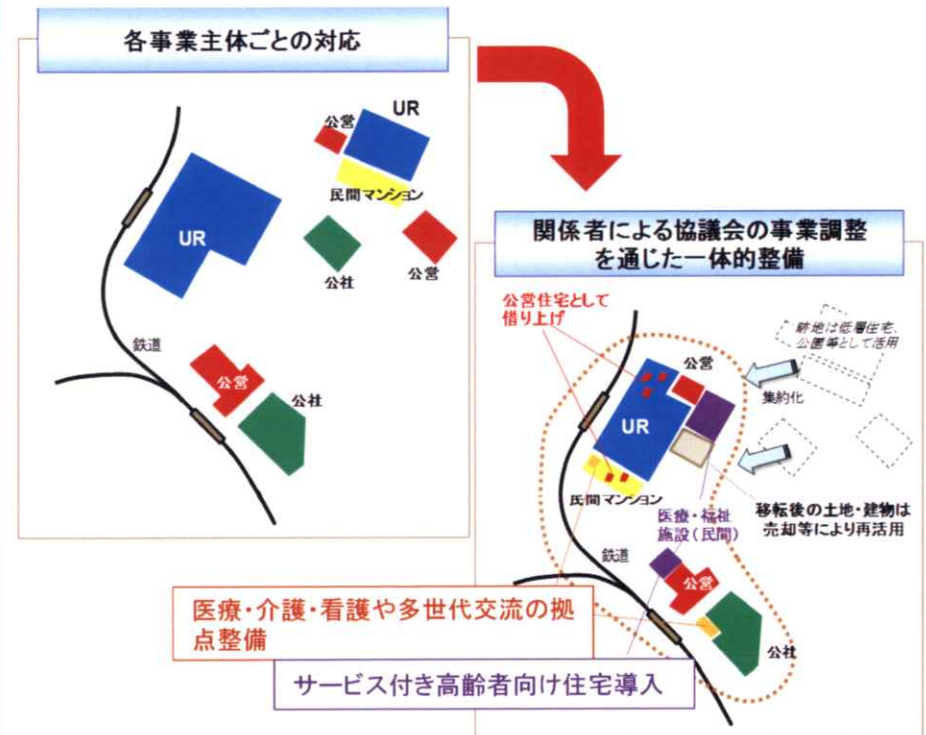 各事業主体ごとの対応
公営
UR
民間マンション
UR
公社
公営
鉄道
公営
公社
関係者による協議会の事業調整
を通じた一体的整備
公営住宅として
借り上げ
跡地は低層住宅、
公園等として活用
公営
集約化
UR
民間マンション
医療・福祉
施設(民間)
移転後の土地・建物は
売却等により再活用
鉄道
公営
公社
医療・介護・看護や多世代交流の拠
点整備
サービス付き高齢者向け住宅導入